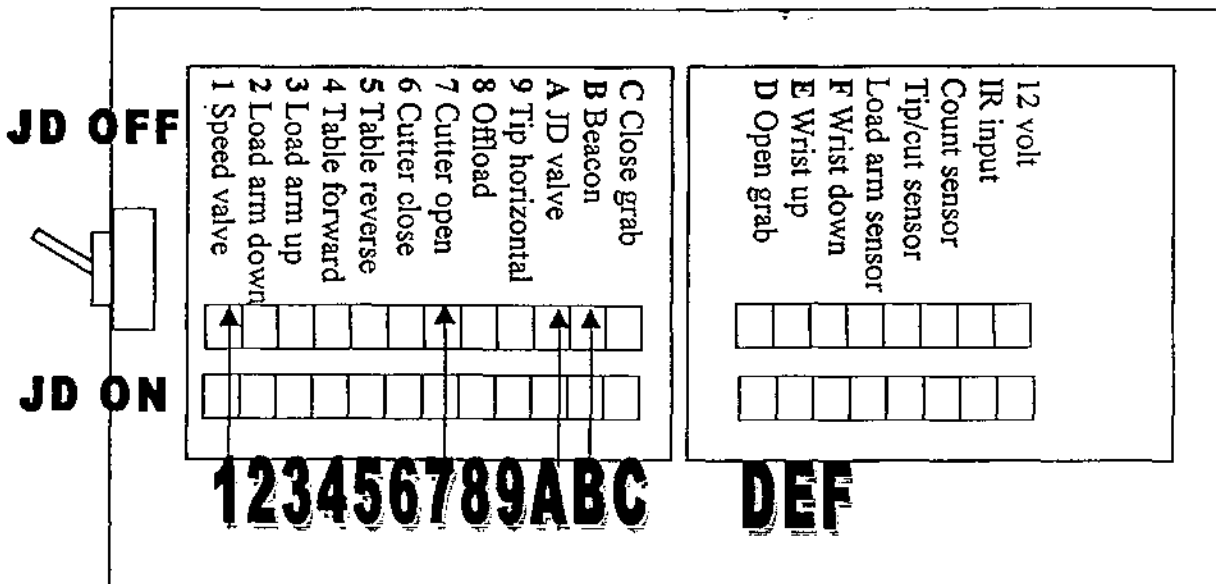 JD OFF
JD ON
C Close grab
B Beacon
A JD valve
9 Tip horizontal
8 Offload
7 Cutter open
6 Cutter close
5 Table reverse
4 Table forward
3 Load arm up
2 Load arm down
1 Speed valve
12 volt
IR input
Count sensor
Tip/cut sensor
Load arm sensor
F Wrist down
E Wrist up
D Open grab
123456789ABC
DEF